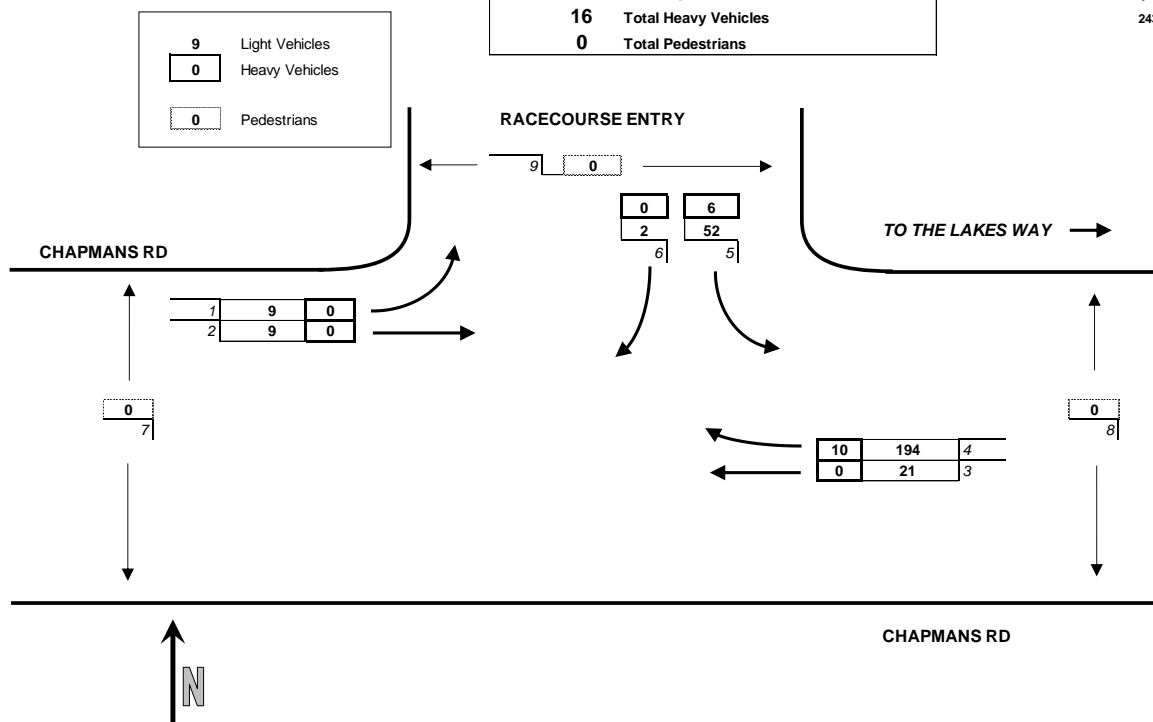 16 Total Heavy Vehicles
0 Total Pedestrians
9 Light Vehicles
0 Heavy Vehicles
0 Pedestrians
RACECOURSE ENTRY
9 0
0 6
2 52
6 5
TO THE LAKES WAY
CHAPMANS RD
1 9 0
2 9 0
0
7
0
8
10 194 4
0 21 3
CHAPMANS RD
N